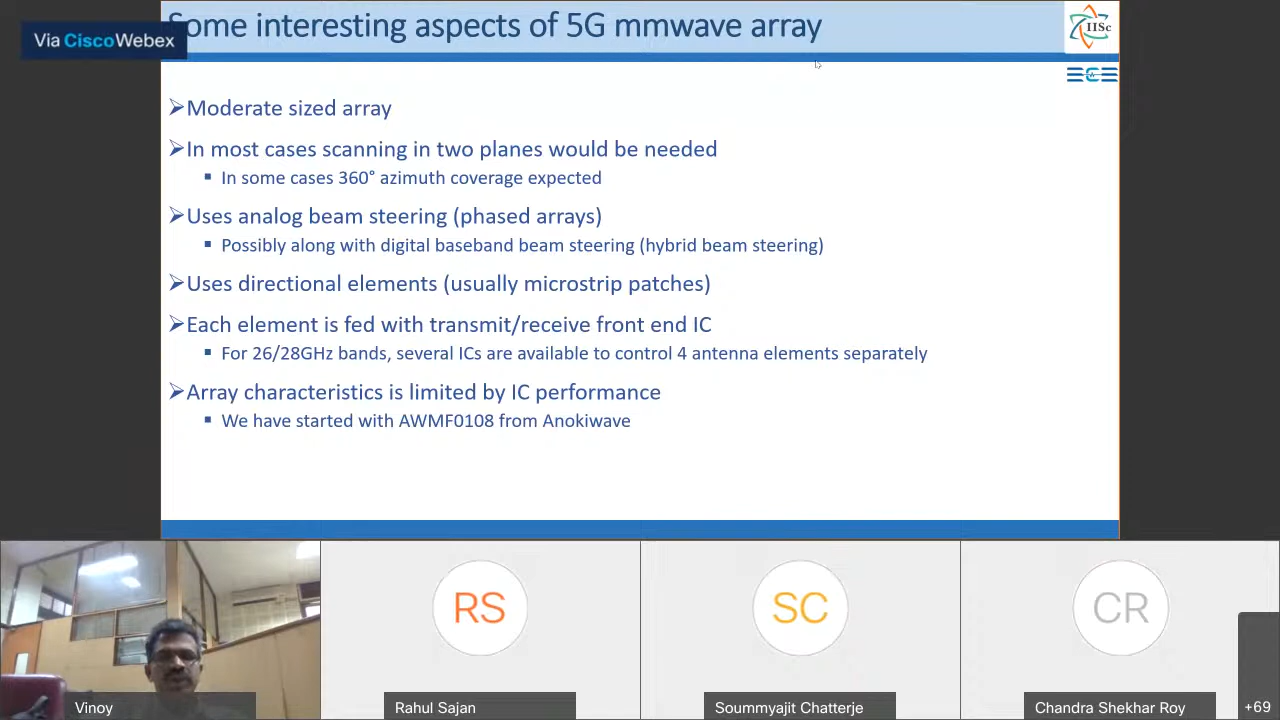 Some interesting aspects of 5G mmwave array
Via CiscoWebex
IISc
ECE
➢Moderate sized array
➢In most cases scanning in two planes would be needed
▪ In some cases 360° azimuth coverage expected
➢Uses analog beam steering (phased arrays)
▪ Possibly along with digital baseband beam steering (hybrid beam steering)
➢Uses directional elements (usually microstrip patches)
➢Each element is fed with transmit/receive front end IC
▪ For 26/28GHz bands, several ICs are available to control 4 antenna elements separately
➢Array characteristics is limited by IC performance
▪ We have started with AWMF0108 from Anokiwave
RS
SC
CR
Vinoy
Rahul Sajan
Soummyajit Chatterje
Chandra Shekhar Roy
+69